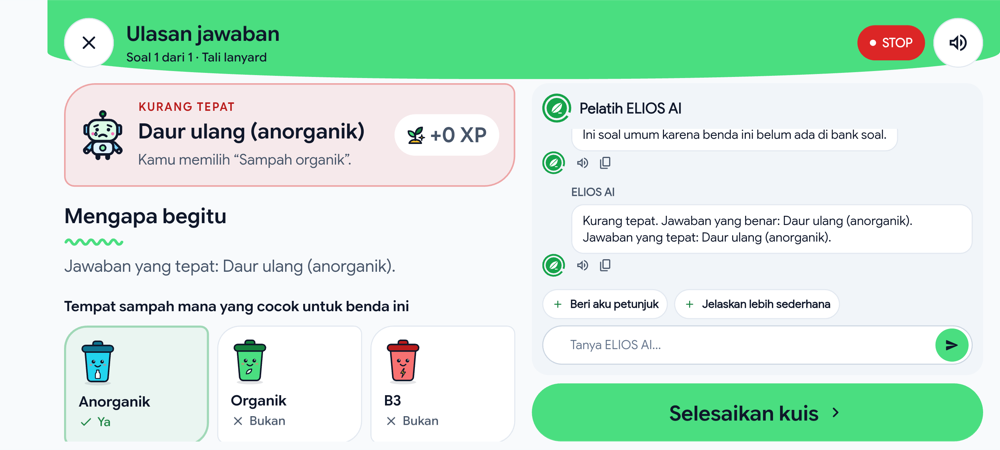 Ulasan jawaban
Soal 1 dari 1 · Tali lanyard
STOP
KURANG TEPAT
Daur ulang (anorganik)
Kamu memilih “Sampah organik”.
+0 XP
Mengapa begitu
Jawaban yang tepat: Daur ulang (anorganik).
Tempat sampah mana yang cocok untuk benda ini
Anorganik
Ya
Organik
Bukan
B3
Bukan
Pelatih ELIOS AI
Ini soal umum karena benda ini belum ada di bank soal.
ELIOS AI
Kurang tepat. Jawaban yang benar: Daur ulang (anorganik).
Jawaban yang tepat: Daur ulang (anorganik).
+ Beri aku petunjuk
+ Jelaskan lebih sederhana
Tanya ELIOS AI...
Selesaikan kuis